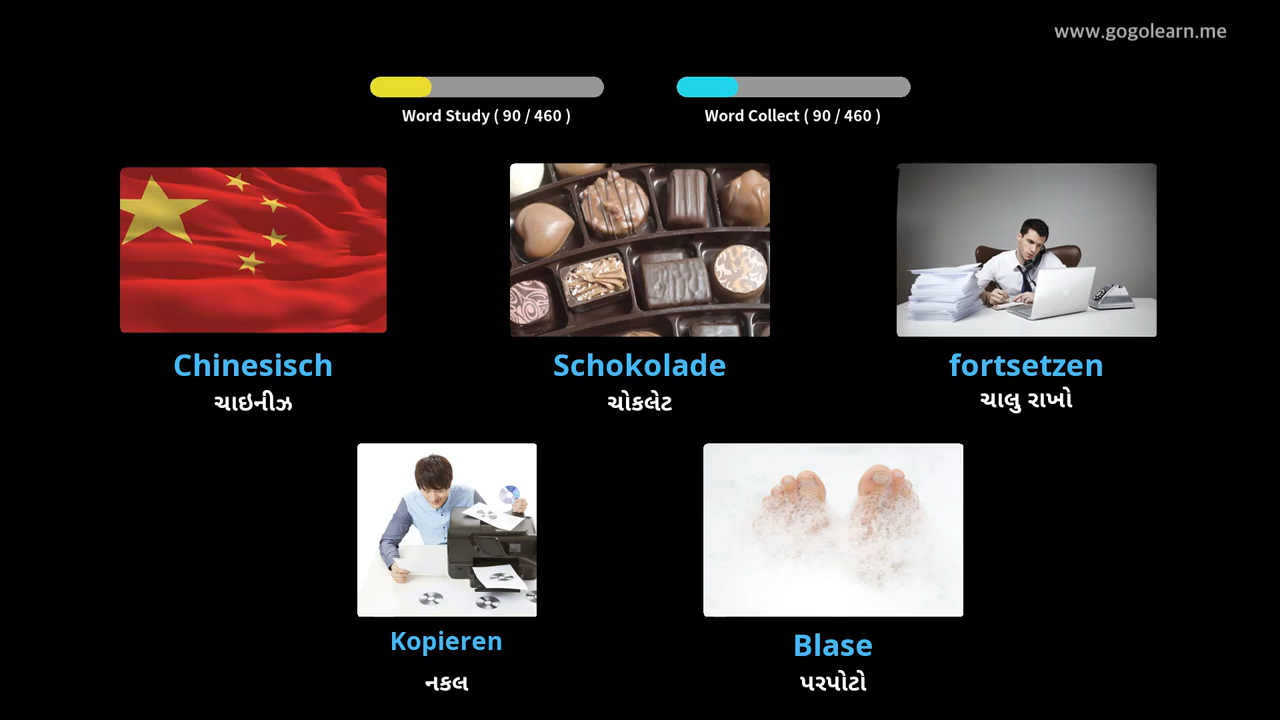 www.gogolearn.me
Word Study ( 90 / 460 )
Word Collect ( 90 / 460 )
Chinesisch
ચાઇનીઝ
Schokolade
ચોકલેટ
fortsetzen
ચાલુ રાખો
Kopieren
નકલ
Blase
પરપોટો